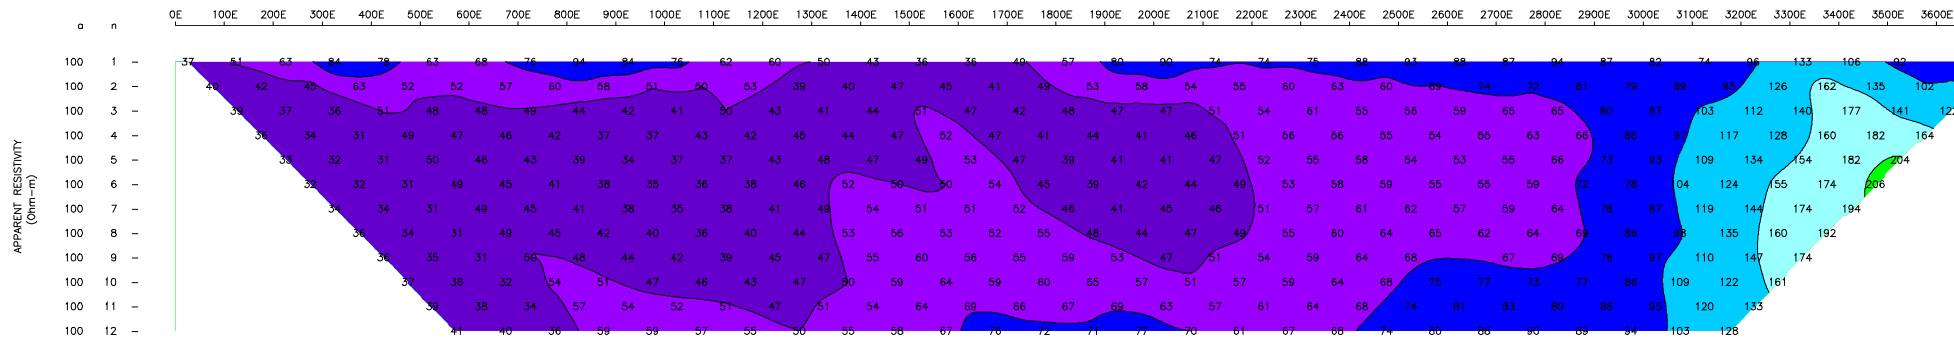 0E 100E 200E 300E 400E 500E 600E 700E 800E 900E 1000E 1100E 1200E 1300E 1400E 1500E 1600E 1700E 1800E 1900E 2000E 2100E 2200E 2300E 2400E 2500E 2600E 2700E 2800E 2900E 3000E 3100E 3200E 3300E 3400E 3500E 3600E
a n
APPARENT RESISTIVITY
(Ohm-m)
100 1 - 37 51 63 84 78 63 68 76 94 84 76 62 60 50 43 36 36 49 57 80 90 74 74 75 88 93 88 87 94 87 82 74 96 133 106 92
100 2 - 40 42 45 63 52 52 57 60 58 51 50 53 39 40 47 45 41 49 53 58 54 55 60 63 60 69 74 72 81 79 89 95 126 162 135 102
100 3 - 39 37 36 51 48 48 49 44 42 41 50 43 41 44 51 47 42 48 47 47 51 54 61 55 56 59 65 65 80 87 103 112 140 177 141
100 4 - 36 34 31 49 47 46 42 37 37 43 42 48 44 47 52 47 41 44 41 46 51 56 56 55 54 55 63 66 85 93 117 128 160 182 164
100 5 - 33 32 31 50 46 43 39 34 37 37 43 48 47 49 53 47 39 41 41 47 52 55 58 54 53 55 66 73 93 109 134 154 182 204
100 6 - 32 32 31 49 45 41 38 35 36 38 46 52 50 50 54 45 39 42 44 49 53 58 59 55 55 59 72 78 04 124 155 174 206
100 7 - 34 34 31 49 45 41 38 35 38 41 49 54 51 51 52 46 41 45 46 51 57 61 62 57 59 64 78 87 119 144 174 194
100 8 - 36 34 31 49 45 42 40 36 40 44 53 56 53 52 55 48 44 47 49 55 60 64 65 62 64 69 86 98 135 160 192
100 9 - 36 35 31 50 48 44 42 39 45 47 55 60 56 55 59 53 47 51 54 59 64 68 67 69 78 97 110 147 174
100 10 - 37 36 32 54 51 47 46 43 47 50 59 64 59 60 65 57 51 57 59 64 68 75 77 73 77 86 109 122 161
100 11 - 39 38 34 57 54 52 51 47 51 54 64 66 67 69 63 57 61 64 68 74 81 83 80 86 95 120 133
100 12 - 41 40 36 59 59 57 55 50 55 58 67 76 72 71 77 70 61 67 68 74 80 88 90 89 94 103 128